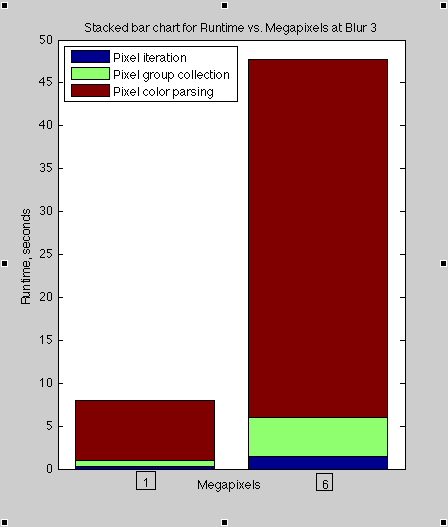 Stacked bar chart for Runtime vs. Megapixels at Blur 3
50
45
40
35
30
25
20
15
10
5
0
Runtime, seconds
Pixel iteration
Pixel group collection
Pixel color parsing
1
6
Megapixels